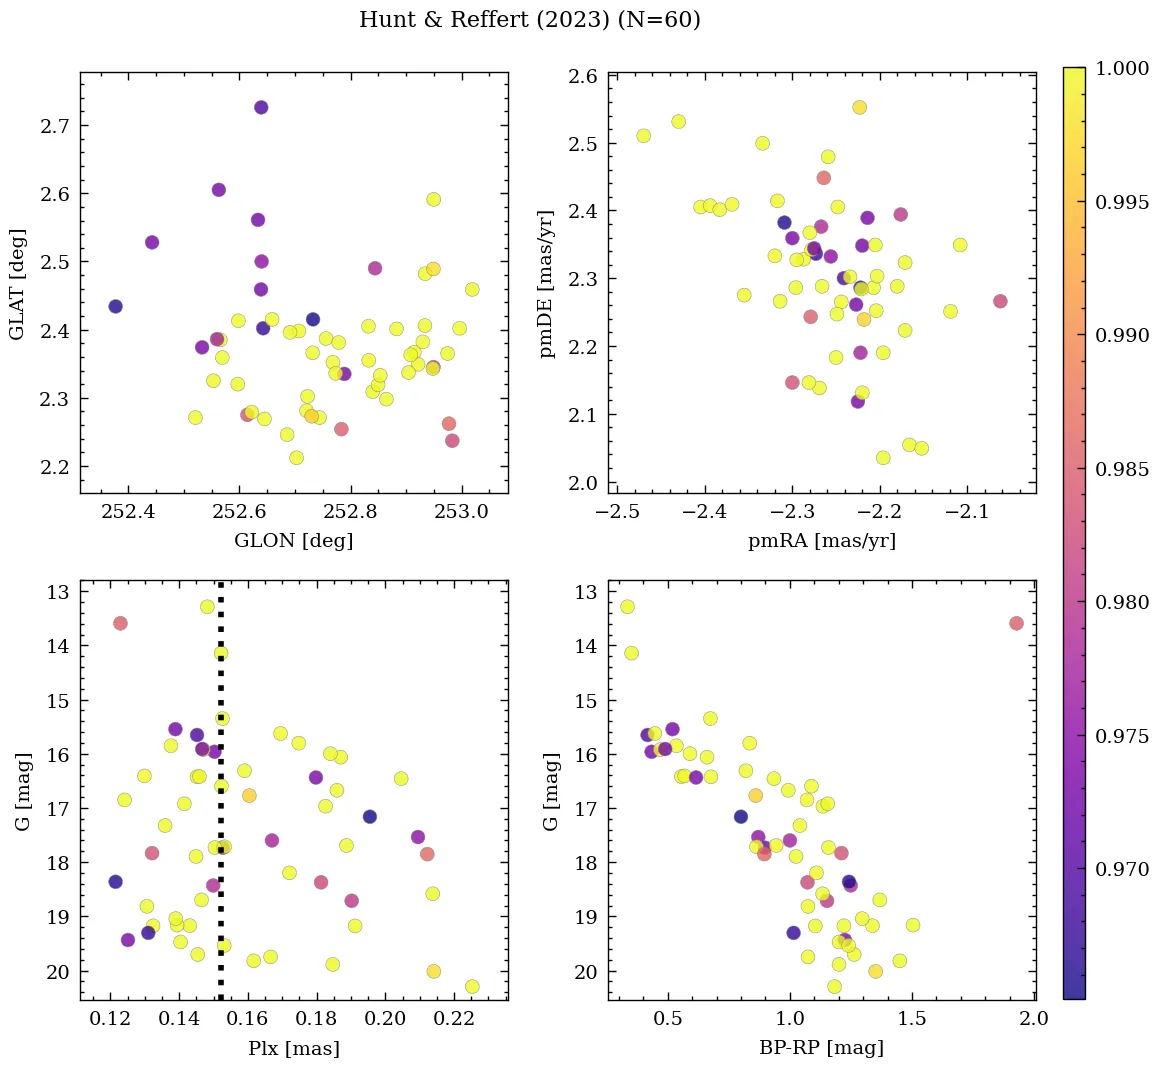 Hunt & Reffert (2023) (N=60)
GLAT [deg]
2.7
2.6
2.5
2.4
2.3
2.2
252.4 252.6 252.8 253.0
GLON [deg]
pmDE [mas/yr]
2.6
2.5
2.4
2.3
2.2
2.1
2.0
−2.5 −2.4 −2.3 −2.2 −2.1
pmRA [mas/yr]
G [mag]
13
14
15
16
17
18
19
20
0.12 0.14 0.16 0.18 0.20 0.22
Plx [mas]
G [mag]
13
14
15
16
17
18
19
20
0.5 1.0 1.5 2.0
BP-RP [mag]
1.000
0.995
0.990
0.985
0.980
0.975
0.970